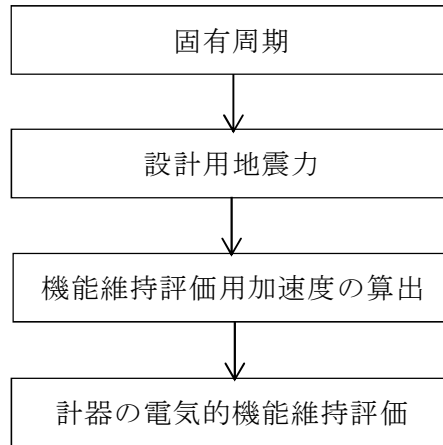 固有周期
設計用地震力
機能維持評価用加速度の算出
計器の電気的機能維持評価